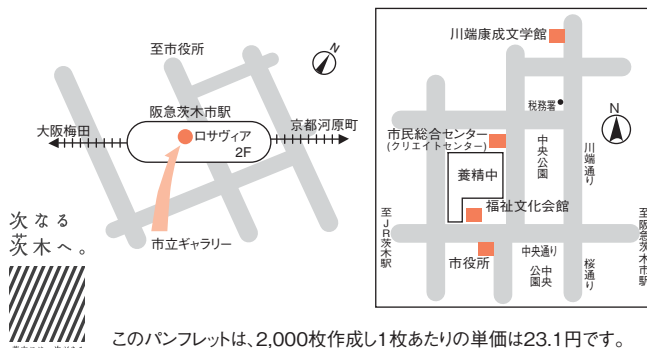 至市役所
N
阪急茨木市駅
大阪梅田
ロサヴィア
2F
京都河原町
市立ギャラリー
次なる
茨木へ。
川端康成文学館
税務署
N
市民総合センター
(クリエイトセンター)
中央公園
川端通り
養精中
福祉文化会館
至JR茨木駅
至阪急茨木市駅
中央通り
市役所
中央公園
桜通り
このパンフレットは、2,000枚作成し1枚あたりの単価は23.1円です。